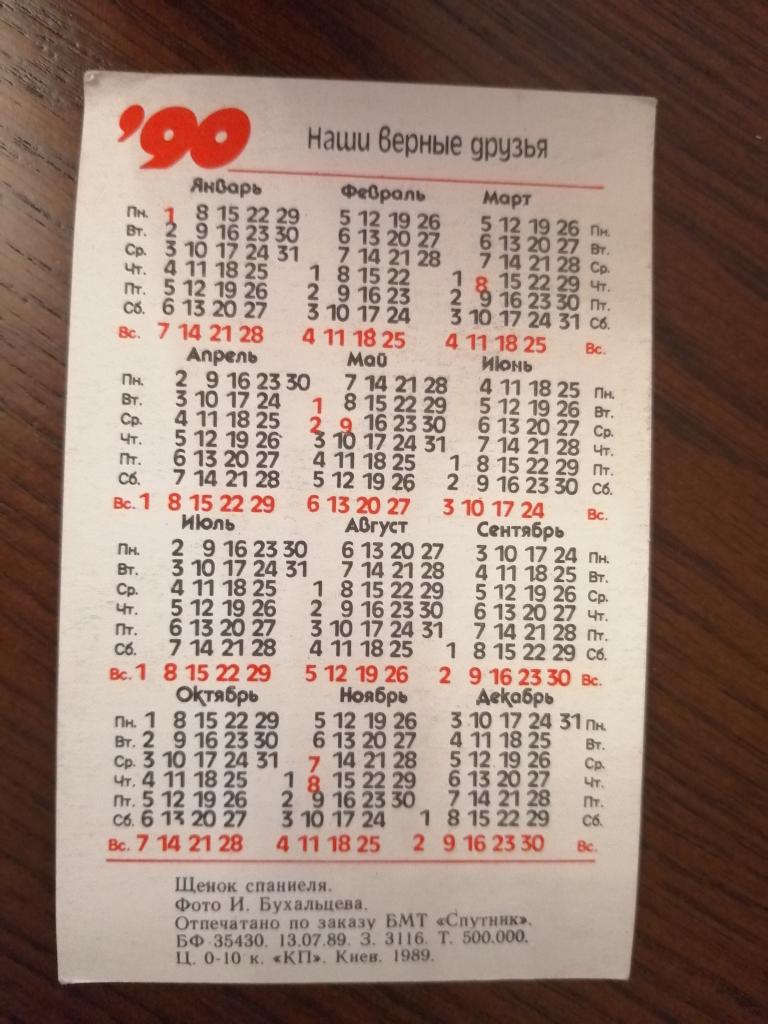 '90 Наши верные друзья
Январь Февраль Март
Пн. 1 8 15 22 29 5 12 19 26 5 12 19 26 Пн.
Вт. 2 9 16 23 30 6 13 20 27 6 13 20 27 Вт.
Ср. 3 10 17 24 31 7 14 21 28 7 14 21 28 Ср.
Чт. 4 11 18 25 1 8 15 22 1 8 15 22 29 Чт.
Пт. 5 12 19 26 2 9 16 23 2 9 16 23 30 Пт.
Сб. 6 13 20 27 3 10 17 24 3 10 17 24 31 Сб.
Вс. 7 14 21 28 4 11 18 25 4 11 18 25 Вс.
Апрель Май Июнь
Пн. 2 9 16 23 30 7 14 21 28 4 11 18 25 Пн.
Вт. 3 10 17 24 1 8 15 22 29 5 12 19 26 Вт.
Ср. 4 11 18 25 2 9 16 23 30 6 13 20 27 Ср.
Чт. 5 12 19 26 3 10 17 24 31 7 14 21 28 Чт.
Пт. 6 13 20 27 4 11 18 25 1 8 15 22 29 Пт.
Сб. 7 14 21 28 5 12 19 26 2 9 16 23 30 Сб.
Вс. 1 8 15 22 29 6 13 20 27 3 10 17 24 Вс.
Июль Август Сентябрь
Пн. 2 9 16 23 30 6 13 20 27 3 10 17 24 Пн.
Вт. 3 10 17 24 31 7 14 21 28 4 11 18 25 Вт.
Ср. 4 11 18 25 1 8 15 22 29 5 12 19 26 Ср.
Чт. 5 12 19 26 2 9 16 23 30 6 13 20 27 Чт.
Пт. 6 13 20 27 3 10 17 24 31 7 14 21 28 Пт.
Сб. 7 14 21 28 4 11 18 25 1 8 15 22 29 Сб.
Вс. 1 8 15 22 29 5 12 19 26 2 9 16 23 30 Вс.
Октябрь Ноябрь Декабрь
Пн. 1 8 15 22 29 5 12 19 26 3 10 17 24 31 Пн.
Вт. 2 9 16 23 30 6 13 20 27 4 11 18 25 Вт.
Ср. 3 10 17 24 31 7 14 21 28 5 12 19 26 Ср.
Чт. 4 11 18 25 1 8 15 22 29 6 13 20 27 Чт.
Пт. 5 12 19 26 2 9 16 23 30 7 14 21 28 Пт.
Сб. 6 13 20 27 3 10 17 24 1 8 15 22 29 Сб.
Вс. 7 14 21 28 4 11 18 25 2 9 16 23 30 Вс.
Щенок спаниеля.
Фото И. Бухальцева.
Отпечатано по заказу БМТ «Спутник».
БФ 35430. 13.07.89. З. 3116. Т. 500.000.
Ц. 0-10 к. «КП». Киев. 1989.